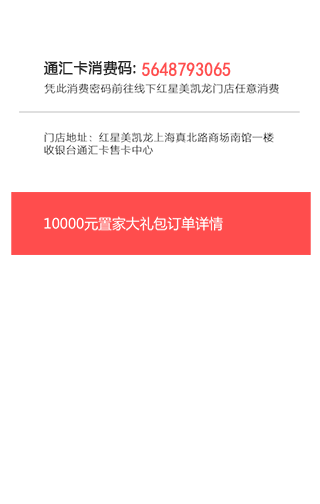 通汇卡消费码: 5648793065
凭此消费密码前往线下红星美凯龙门店任意消费
门店地址：红星美凯龙上海真北路商场南馆一楼
收银台通汇卡售卡中心
10000元置家大礼包订单详情